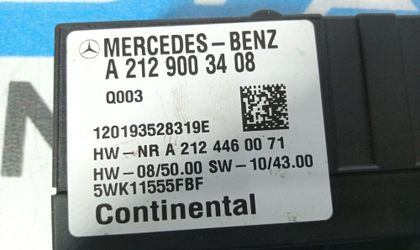 MERCEDES-BENZ
A 212 900 34 08
Q003
120193528319E
HW-NR A 212 446 00 71
HW-08/50.00 SW-10/43.00
5WK11555FBF
Continental